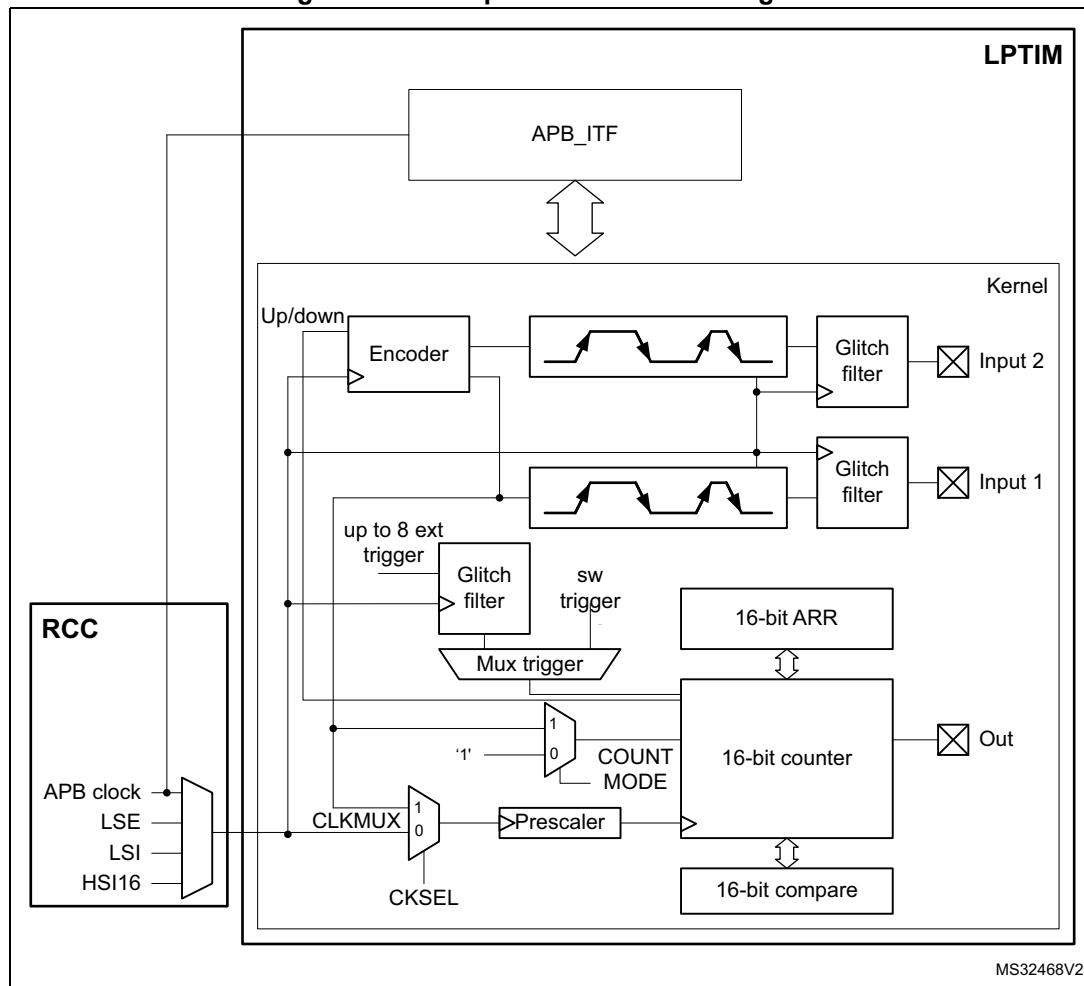 LPTIM
APB_ITF
Kernel
Up/down
Encoder
Glitch
filter
Input 2
Glitch
filter
Input 1
up to 8 ext
trigger
Glitch
filter
sw
trigger
Mux trigger
16-bit ARR
RCC
1
'1'
0
COUNT
MODE
16-bit counter
Out
APB clock
LSE
LSI
HSI16
CLKMUX
1
0
Prescaler
CKSEL
16-bit compare
MS32468V2